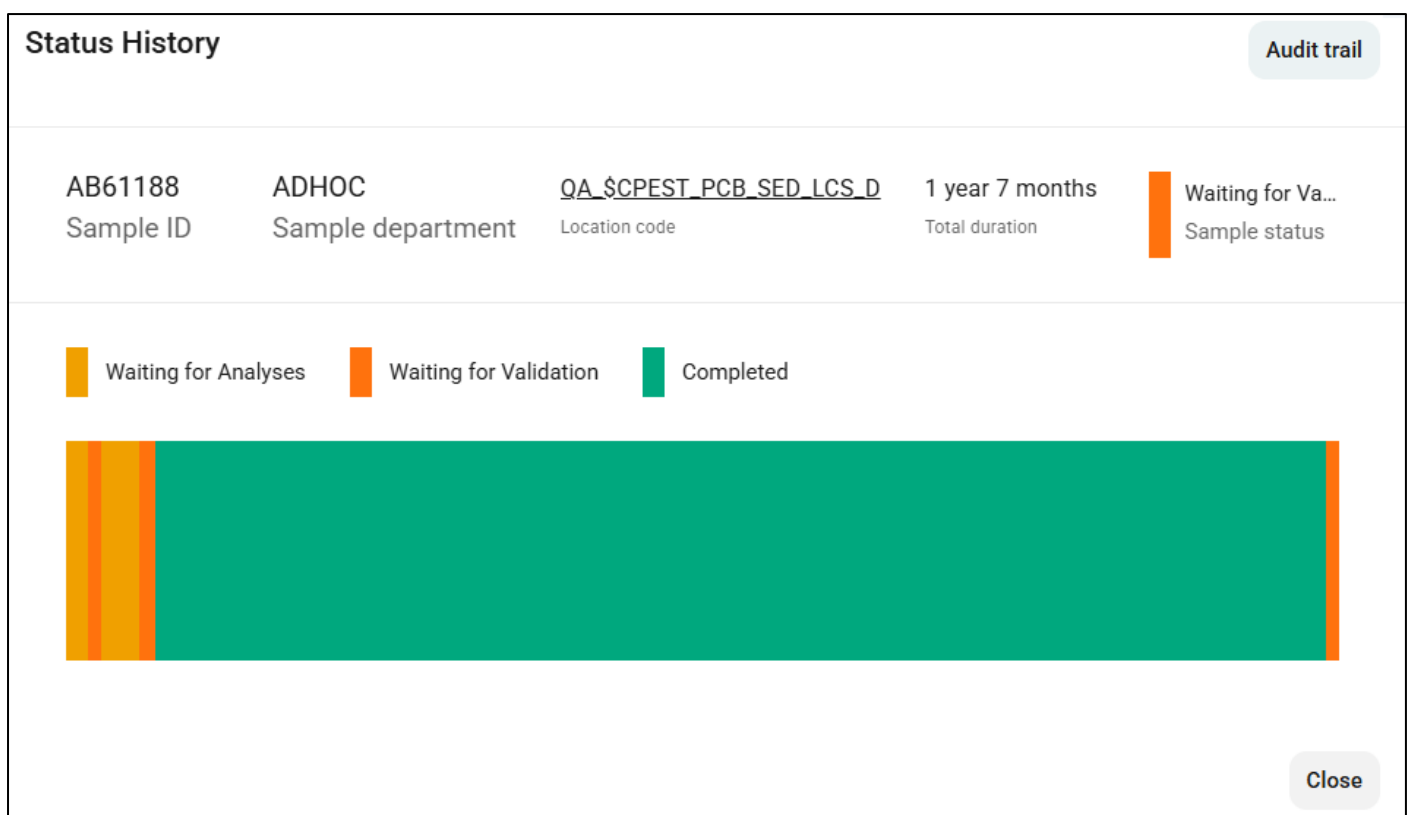 Status History
Audit trail
AB61188
Sample ID
ADHOC
Sample department
QA_$CPEST_PCB_SED_LCS_D
Location code
1 year 7 months
Total duration
Waiting for Va...
Sample status
Waiting for Analyses
Waiting for Validation
Completed
Close